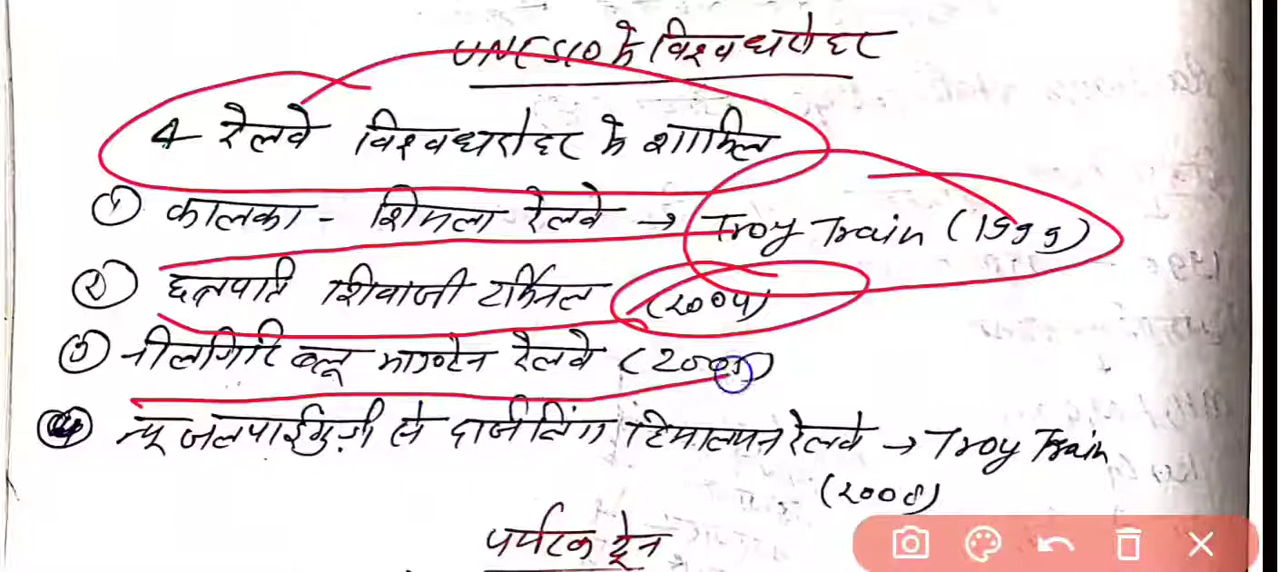 UNESCO के विश्वधरोहर
4 रेलवे विश्वधरोहर के शामिल
① कालका - शिमला रेलवे → Troy Train (1999)
② छत्रपति शिवाजी टर्मिनल (2004)
③ नीलगिरि ब्लू माउण्टेन रेलवे (2005)
④ न्यू जलपाईगुड़ी से दार्जिलिंग हिमालयन रेलवे → Troy Train
(2008)
पर्यटक ट्रेन